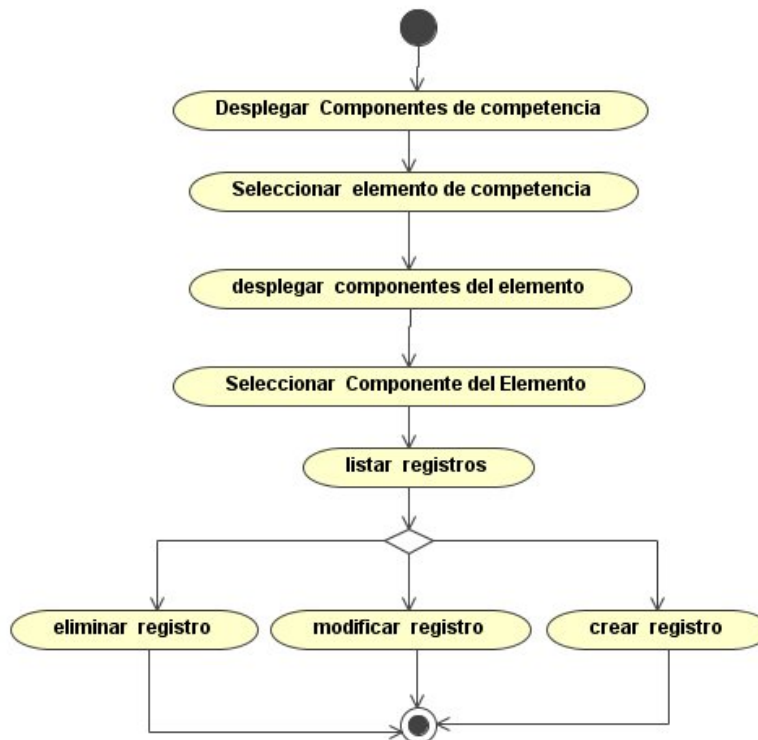 Desplegar Componentes de competencia
Seleccionar elemento de competencia
desplegar componentes del elemento
Seleccionar Componente del Elemento
listar registros
eliminar registro
modificar registro
crear registro